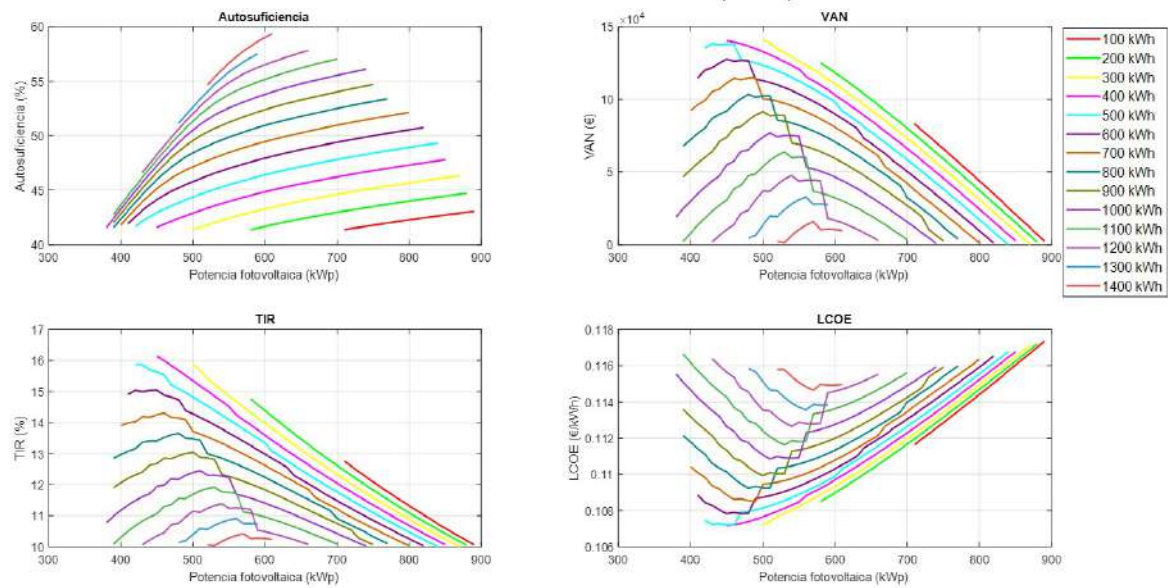 Autosuficiencia
60
55
50
45
40
300 400 500 600 700 800 900
Autosuficiencia (%)
Potencia fotovoltaica (kWp)
VAN
×10⁴
15
10
5
0
300 400 500 600 700 800 900
VAN (€)
Potencia fotovoltaica (kWp)
100 kWh
200 kWh
300 kWh
400 kWh
500 kWh
600 kWh
700 kWh
800 kWh
900 kWh
1000 kWh
1100 kWh
1200 kWh
1300 kWh
1400 kWh
TIR
17
16
15
14
13
12
11
10
300 400 500 600 700 800 900
TIR (%)
Potencia fotovoltaica (kWp)
LCOE
0.118
0.116
0.114
0.112
0.110
0.108
0.106
300 400 500 600 700 800 900
LCOE (€/kWh)
Potencia fotovoltaica (kWp)